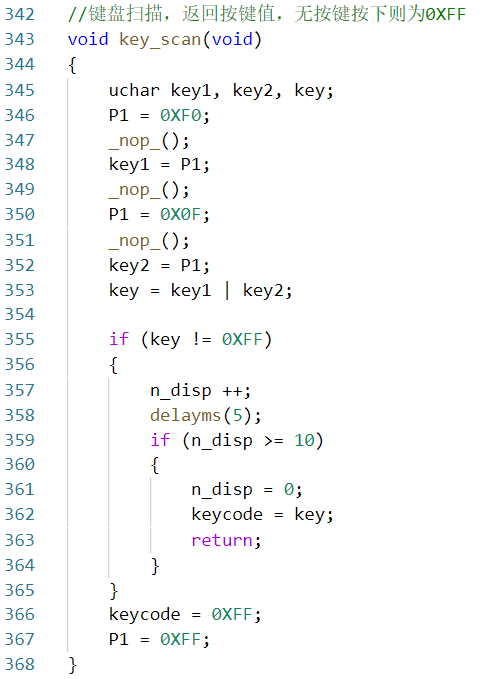 342 //键盘扫描，返回按键值，无按键按下则为0XFF
343 void key_scan(void)
344 {
345     uchar key1, key2, key;
346     P1 = 0XF0;
347     _nop_();
348     key1 = P1;
349     _nop_();
350     P1 = 0X0F;
351     _nop_();
352     key2 = P1;
353     key = key1 | key2;
354
355     if (key != 0XFF)
356     {
357         n_disp ++;
358         delayms(5);
359         if (n_disp >= 10)
360         {
361             n_disp = 0;
362             keycode = key;
363             return;
364         }
365     }
366     keycode = 0XFF;
367     P1 = 0XFF;
368 }